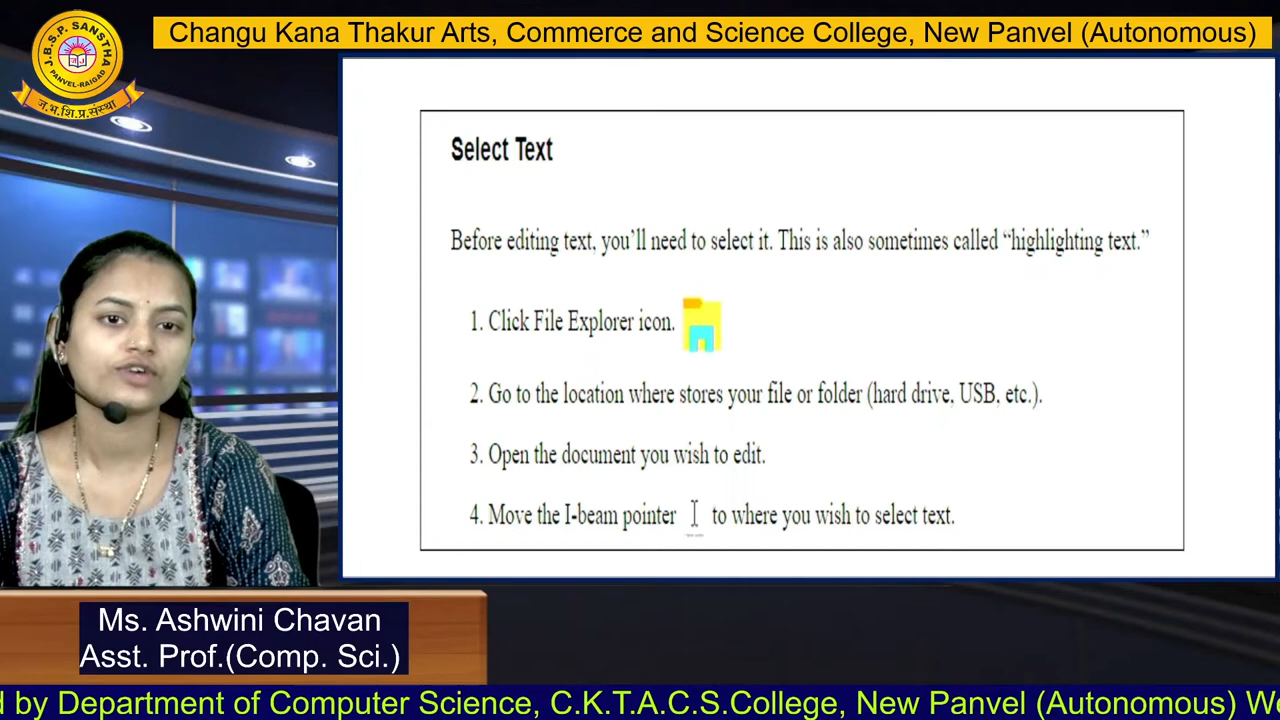 Changu Kana Thakur Arts, Commerce and Science College, New Panvel (Autonomous)
J.B.S.P. SANSTHA
PANVEL-RAIGAD
ज.भ.शि.प्र.संस्था
Select Text
Before editing text, you’ll need to select it. This is also sometimes called “highlighting text.”
1. Click File Explorer icon.
2. Go to the location where stores your file or folder (hard drive, USB, etc.).
3. Open the document you wish to edit.
4. Move the I-beam pointer to where you wish to select text.
Ms. Ashwini Chavan
Asst. Prof.(Comp. Sci.)
by Department of Computer Science, C.K.T.A.C.S.College, New Panvel (Autonomous)